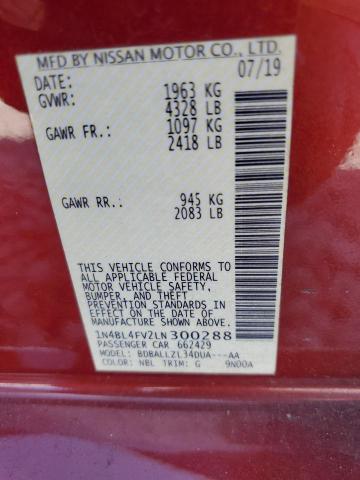 MFD BY NISSAN MOTOR CO., LTD.
DATE: 07/19
GVWR: 1963 KG
4328 LB
GAWR FR.: 1097 KG
2418 LB
GAWR RR.: 945 KG
2083 LB
THIS VEHICLE CONFORMS TO
ALL APPLICABLE FEDERAL
MOTOR VEHICLE SAFETY,
BUMPER, AND THEFT
PREVENTION STANDARDS IN
EFFECT ON THE DATE OF
MANUFACTURE SHOWN ABOVE
1N4BL4FV2LN300288
PASSENGER CAR 662429
MODEL: BDBALLZL34DUA---AA
COLOR: NBL TRIM: G 9N00A